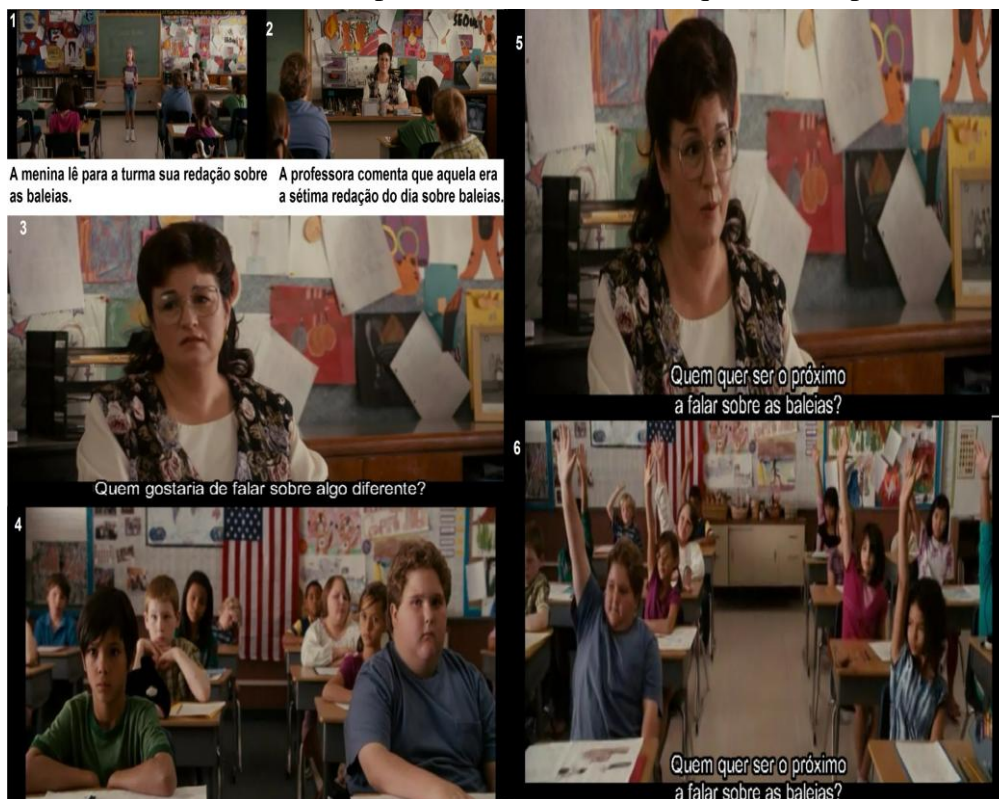 1
2
SEOUL
A menina lê para a turma sua redação sobre
as baleias.
A professora comenta que aquela era
a sétima redação do dia sobre baleias.
3
Quem gostaria de falar sobre algo diferente?
4
5
Quem quer ser o próximo
a falar sobre as baleias?
6
Quem quer ser o próximo
a falar sobre as baleias?